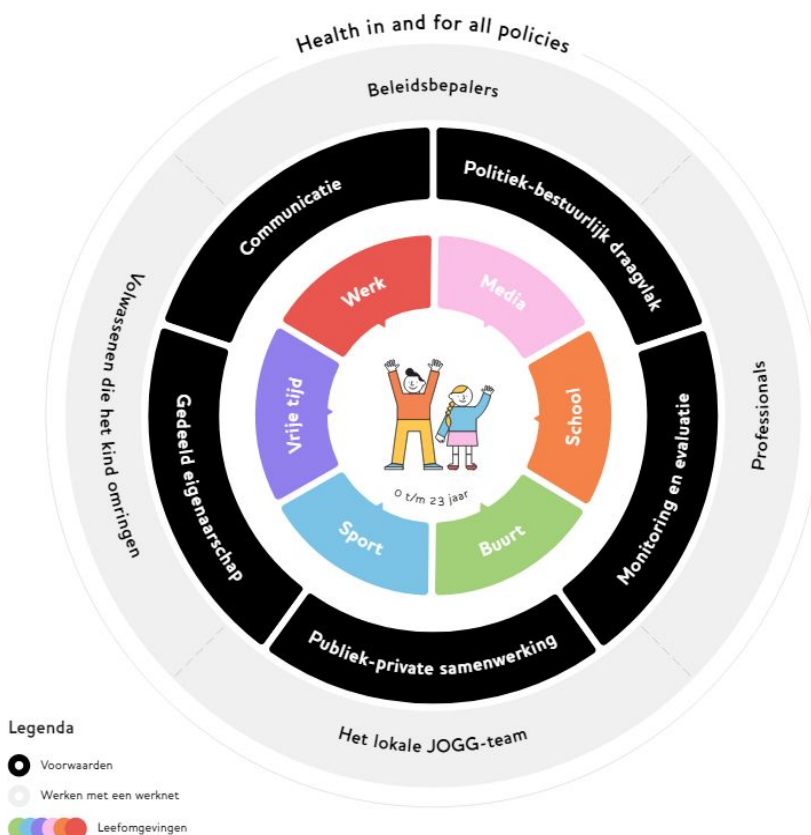 Health in and for all policies
Beleidsbepalers
Communicatie
Politiek-bestuurlijk draagvlak
Werk
Media
Volwassenen die het kind omringen
Gedeeld eigenaarschap
Vrije tijd
School
Monitoring en evaluatie
Professionals
0 t/m 23 jaar
Sport
Buurt
Publiek-private samenwerking
Het lokale JOGG-team
Legenda
Voorwaarden
Werken met een werknet
Leefomgevingen